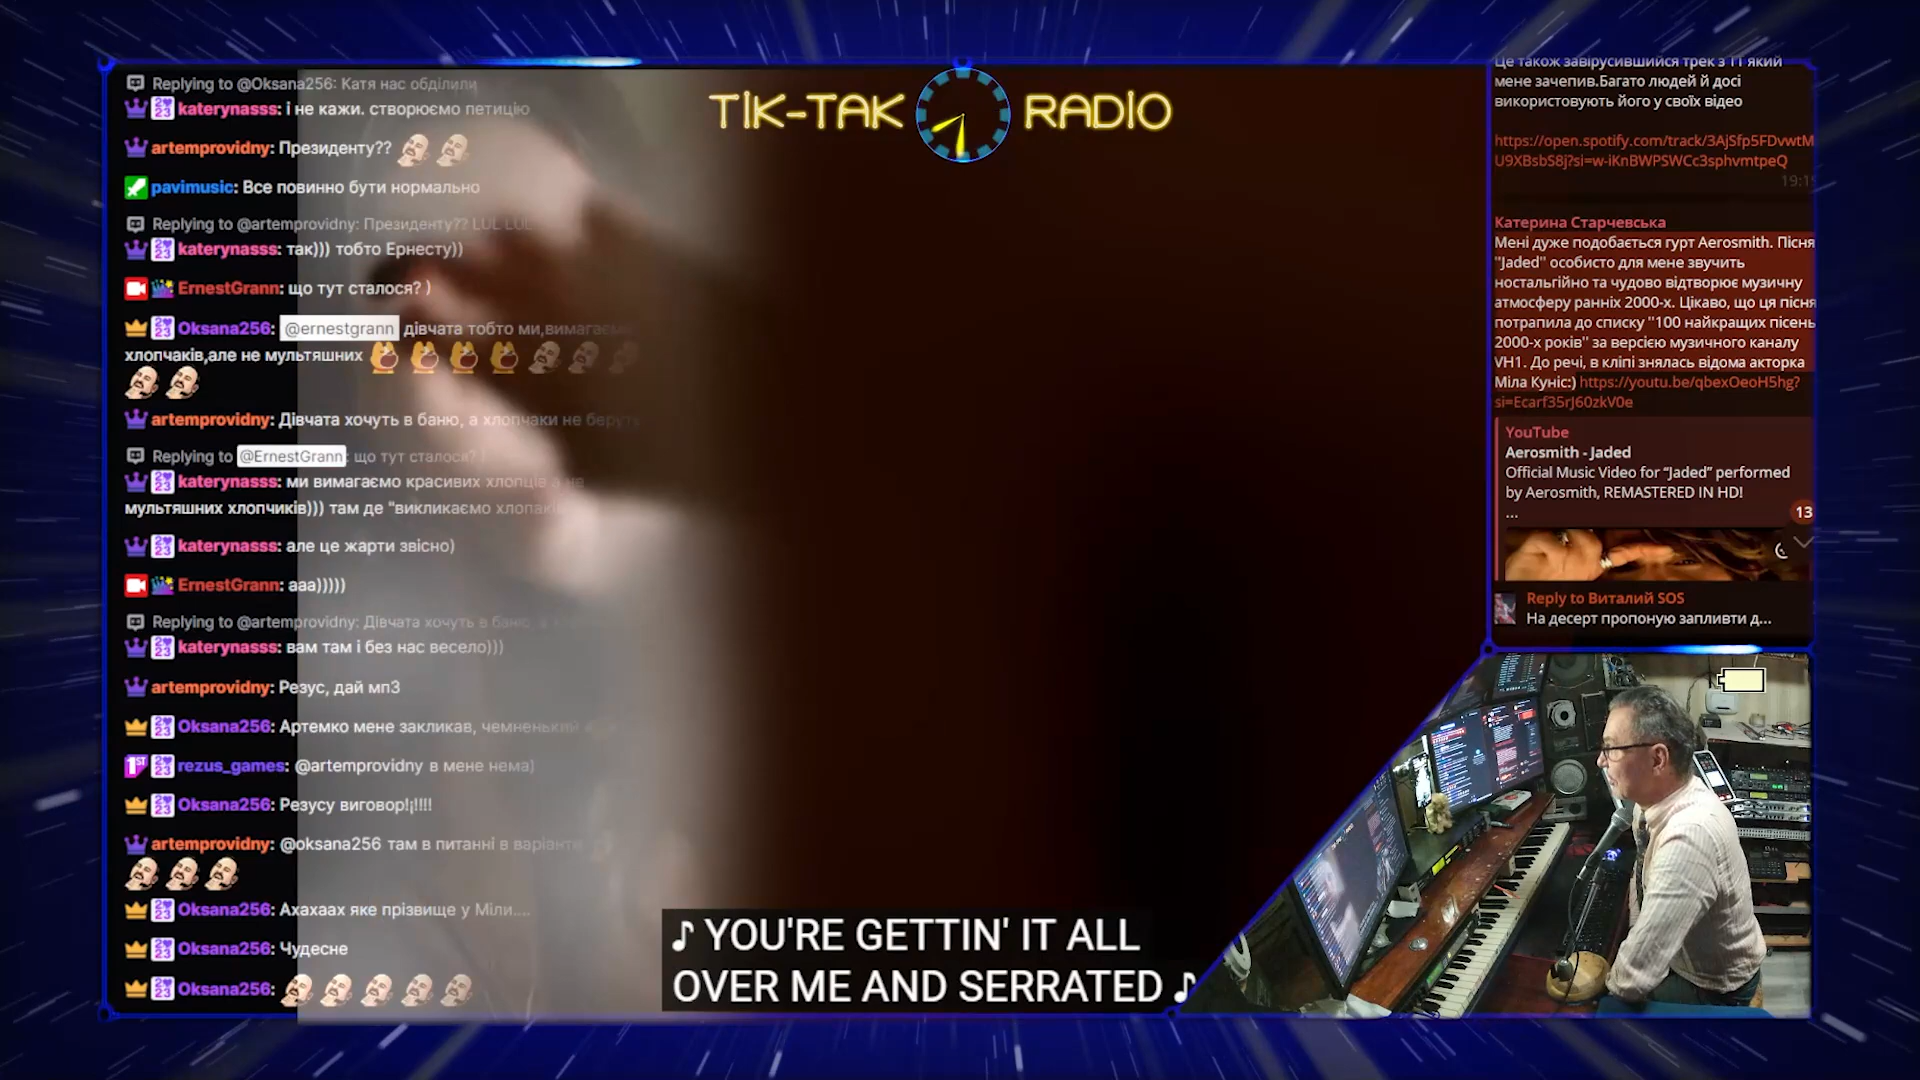 Replying to @Oksana256: Катя нас обділили
katerynasss: і не кажи. створюємо петицію
artemprovidny: Президенту??
pavimusic: Все повинно бути нормально
Replying to @artemprovidny: Президенту?? LUL LUL
katerynasss: так))) тобто Ернесту))
ErnestGrann: що тут сталося? )
Oksana256: @ernestgrann дівчата тобто ми,вимагаємо
хлопчаків,але не мультяшних
artemprovidny: Дівчата хочуть в баню, а хлопчаки не беруть
Replying to @ErnestGrann: що тут сталося? )
katerynasss: ми вимагаємо красивих хлопців а не
мультяшних хлопчиків))) там де "викликаємо хлопаків
katerynasss: але це жарти звісно)
ErnestGrann: ааа)))))
Replying to @artemprovidny: Дівчата хочуть в баню, а
katerynasss: вам там і без нас весело)))
artemprovidny: Резус, дай мп3
Oksana256: Артемко мене закликав, чемненький
rezus_games: @artemprovidny в мене нема)
Oksana256: Резусу виговор!¡!!!!
artemprovidny: @oksana256 там в питанні в варіанти
Oksana256: Ахахаах яке прізвище у Міли....
Oksana256: Чудесне
Oksana256:
TIK-TAK RADIO
♪ YOU'RE GETTIN' IT ALL
OVER ME AND SERRATED ♪
Це також завірусившийся трек з ТТ який
мене зачепив.Багато людей й досі
використовують його у своїх відео
https://open.spotify.com/track/3AjSfp5FDvwtM
U9XBsbS8j?si=w-iKnBWPSWCc3sphvmtpeQ
19:1
Катерина Старчевська
Мені дуже подобається гурт Aerosmith. Пісня
"Jaded" особисто для мене звучить
ностальгійно та чудово відтворює музичну
атмосферу ранніх 2000-х. Цікаво, що ця пісня
потрапила до списку "100 найкращих пісень
2000-х років" за версією музичного каналу
VH1. До речі, в кліпі знялась відома акторка
Міла Куніс:) https://youtu.be/qbexOeoH5hg?
si=Ecarf35rJ60zkV0e
YouTube
Aerosmith - Jaded
Official Music Video for “Jaded” performed
by Aerosmith, REMASTERED IN HD!
...
13
Reply to Виталий SOS
На десерт пропоную запливти д...